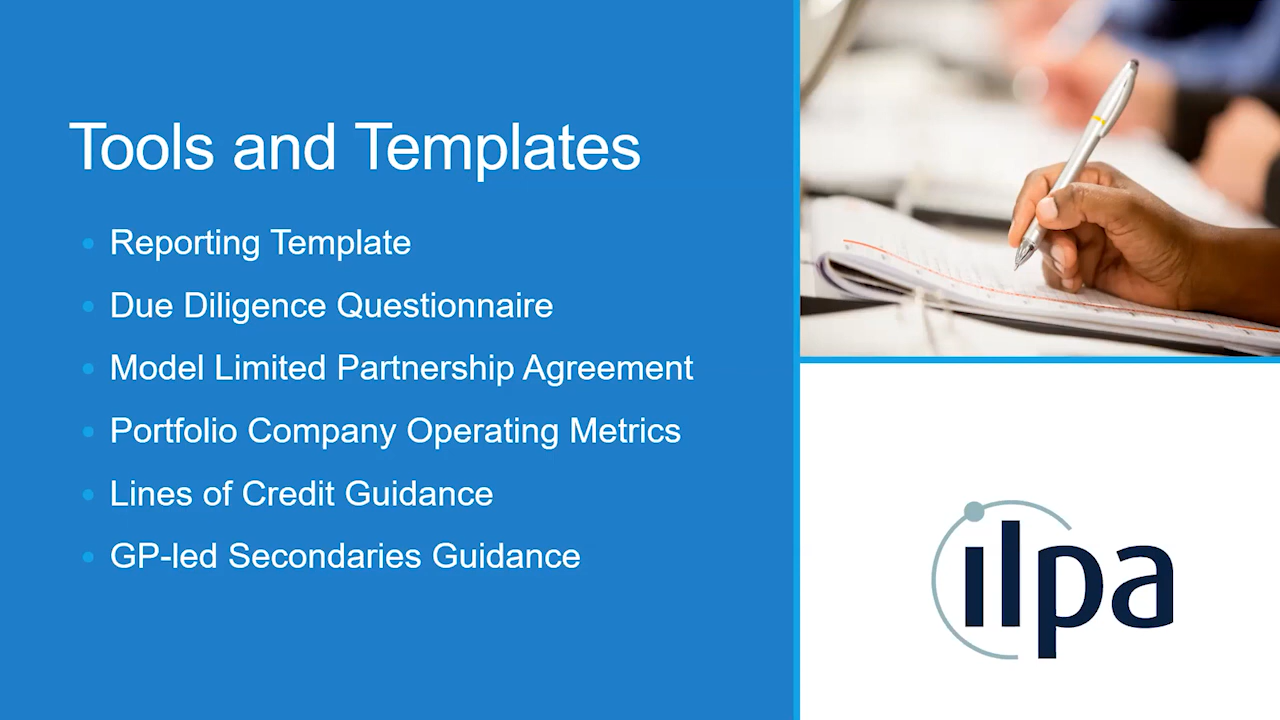 Tools and Templates
Reporting Template
Due Diligence Questionnaire
Model Limited Partnership Agreement
Portfolio Company Operating Metrics
Lines of Credit Guidance
GP-led Secondaries Guidance
ilpa